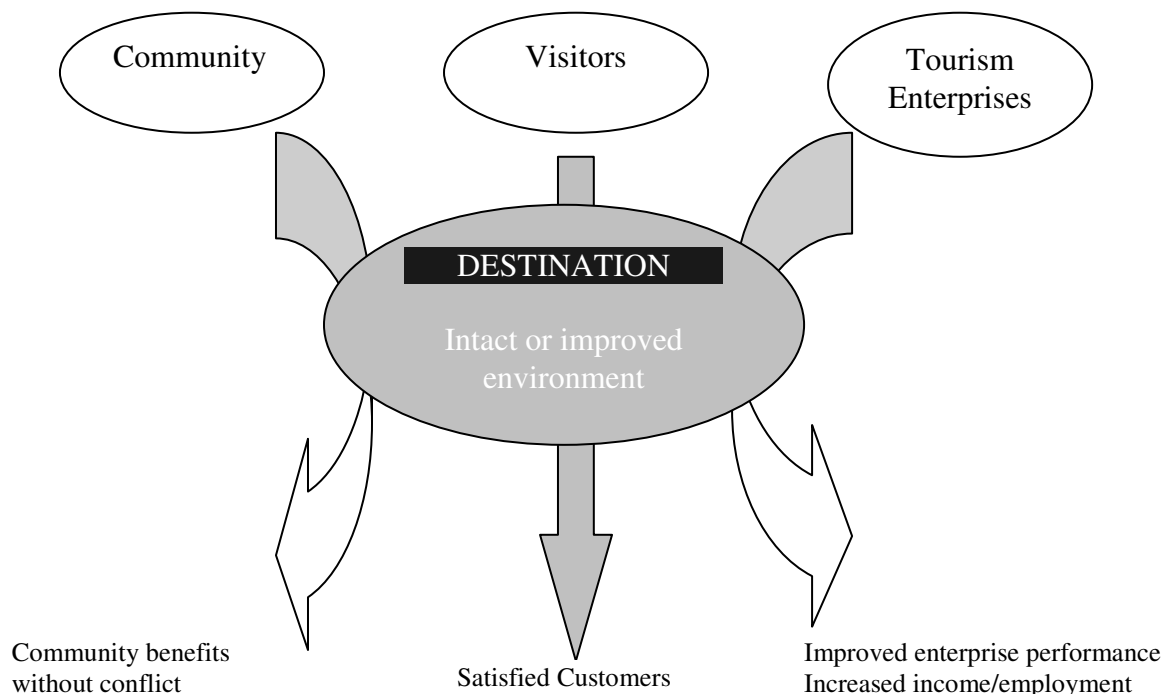 Community
Visitors
Tourism
Enterprises
DESTINATION
Intact or improved
environment
Community benefits
without conflict
Satisfied Customers
Improved enterprise performance
Increased income/employment